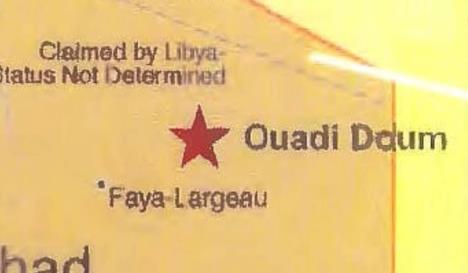 Claimed by Libya-
Status Not Determined
Ouadi Doum
Faya-Largeau
had